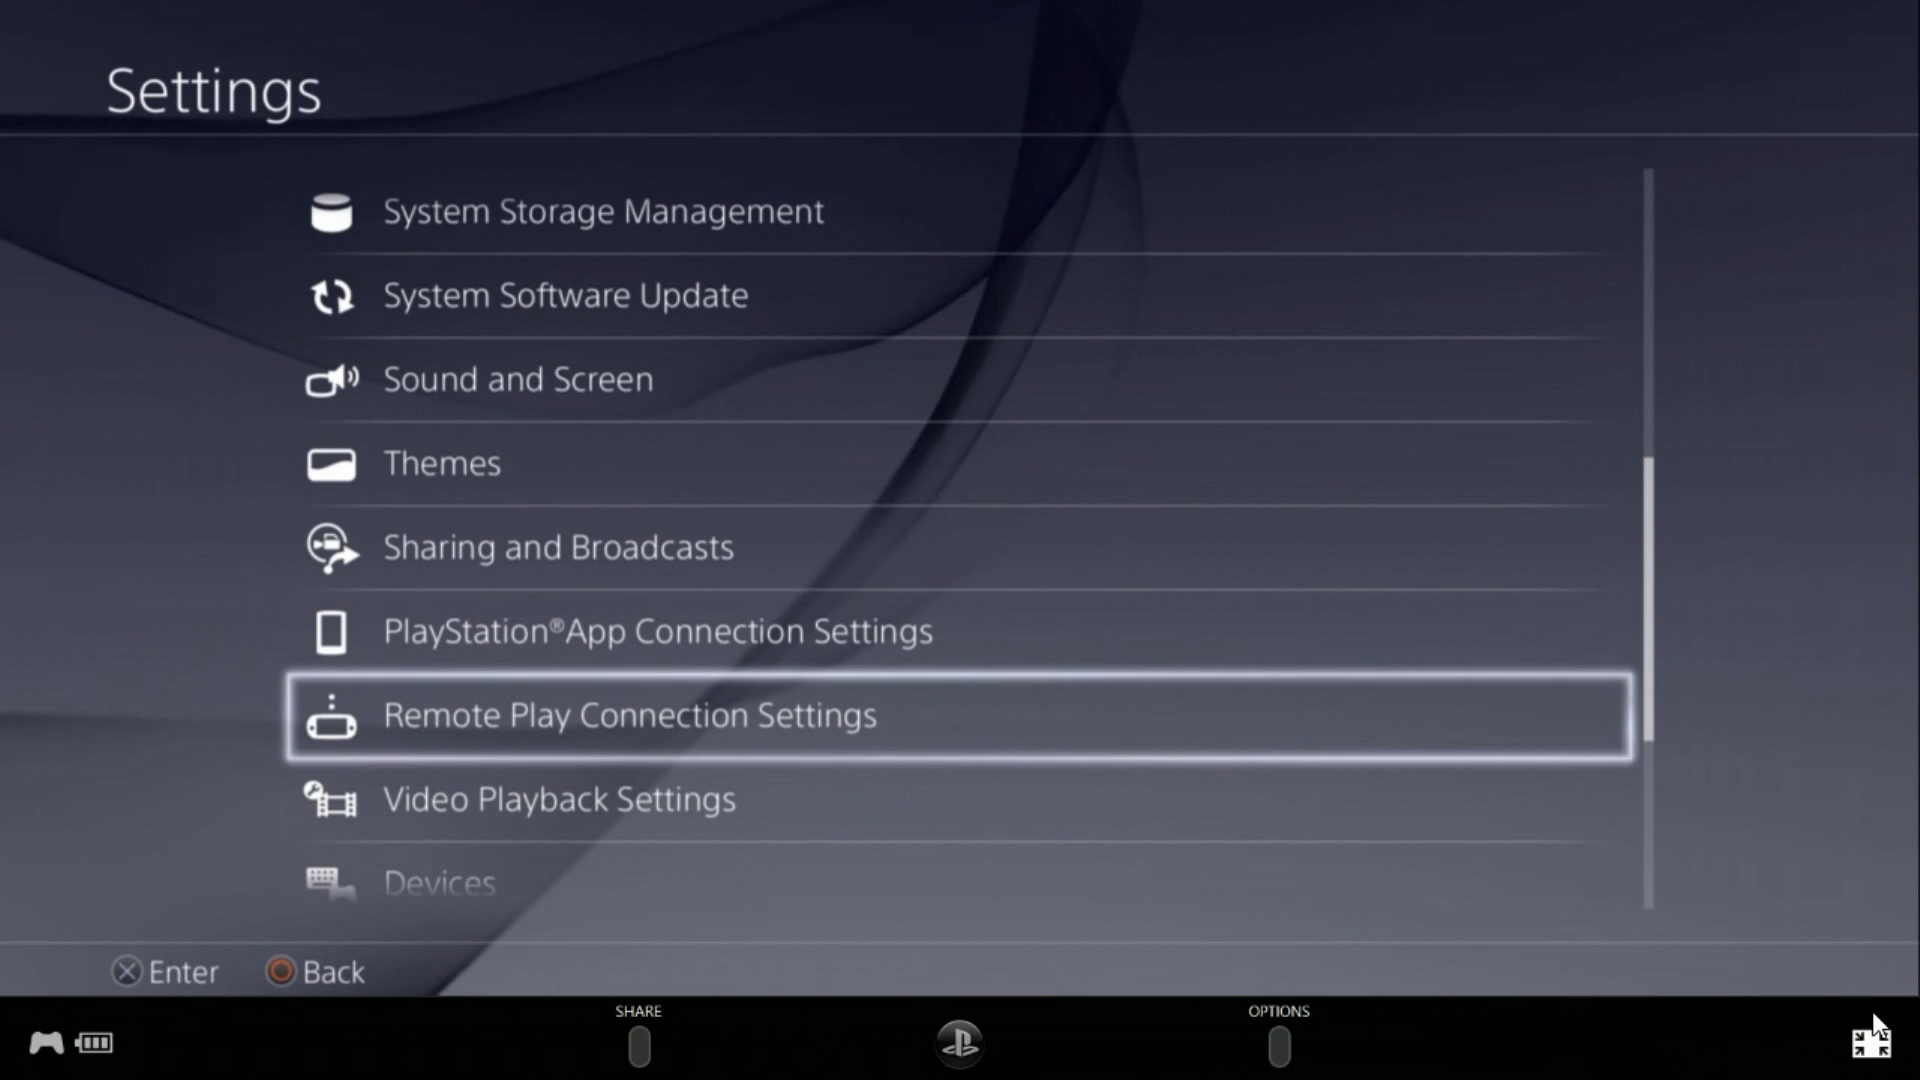 Settings
System Storage Management
System Software Update
Sound and Screen
Themes
Sharing and Broadcasts
PlayStation®App Connection Settings
Remote Play Connection Settings
Video Playback Settings
Devices
Enter Back
SHARE
OPTIONS